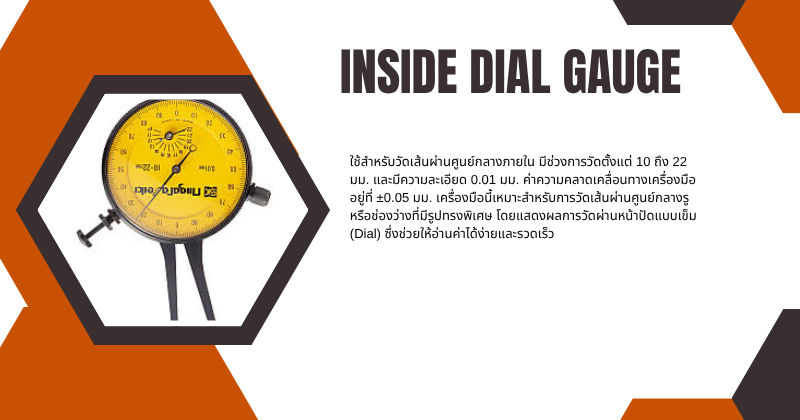 INSIDE DIAL GAUGE
ใช้สำหรับวัดเส้นผ่านศูนย์กลางภายใน มีช่วงการวัดตั้งแต่ 10 ถึง 22
มม. และมีความละเอียด 0.01 มม. ค่าความคลาดเคลื่อนทางเครื่องมือ
อยู่ที่ ±0.05 มม. เครื่องมือนี้เหมาะสำหรับการวัดเส้นผ่านศูนย์กลางรู
หรือช่องว่างที่มีรูปทรงพิเศษ โดยแสดงผลการวัดผ่านหน้าปัดแบบเข็ม
(Dial) ซึ่งช่วยให้อ่านค่าได้ง่ายและรวดเร็ว
10-22mm
0.01mm
Niigata seiki SK